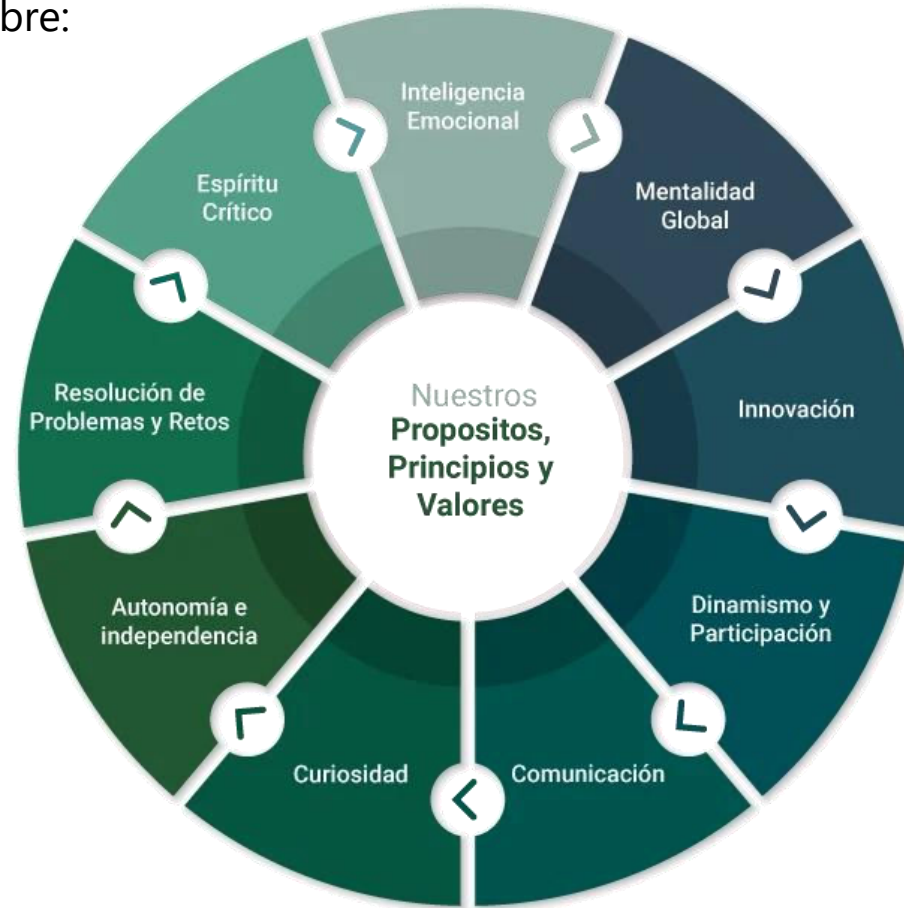 bre:
Inteligencia
Emocional
Mentalidad
Global
Innovación
Dinamismo y
Participación
Comunicación
Curiosidad
Autonomía e
independencia
Resolución de
Problemas y Retos
Espíritu
Crítico
Nuestros
Propositos,
Principios y
Valores